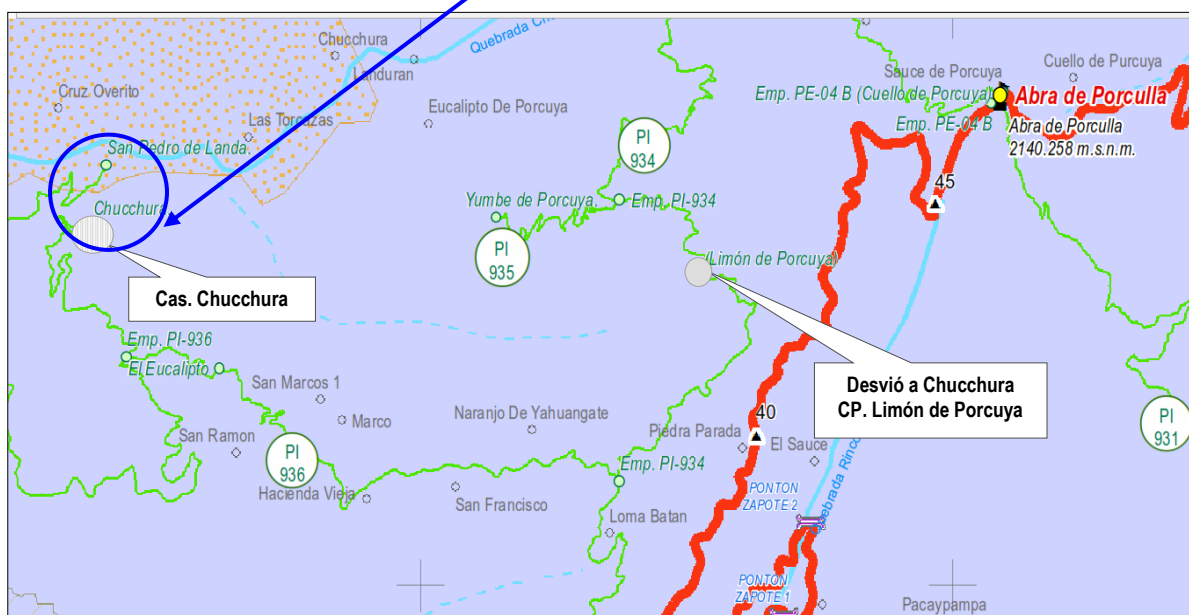 Chucchura
Quebrada Ch
Landuran
Cruz Overito
Eucalipto De Porcuya
Las Torcazas
San Pedro de Landa.
Chucchura
Cas. Chucchura
Sauce de Porcuya
Cuello de Purcuya
Emp. PE-04 B (Cuello de Porcuya)
Abra de Porculla
Emp. PE-04 B
Abra de Porculla
2140.258 m.s.n.m.
PI
934
45
Yumbe de Porcuya.
Emp. PI-934
PI
935
(Limón de Porcuya)
Desvió a Chucchura
CP. Limón de Porcuya
Emp. PI-936
El Eucalipto
San Marcos 1
Marco
San Ramon
PI
936
Hacienda Vieja
Naranjo De Yahuangate
San Francisco
Emp. PI-934
Loma Batan
40
Piedra Parada
El Sauce
PI
931
PONTON
ZAPOTE 2
Quebrada Rinco
PONTON
ZAPOTE 1
Pacaypampa